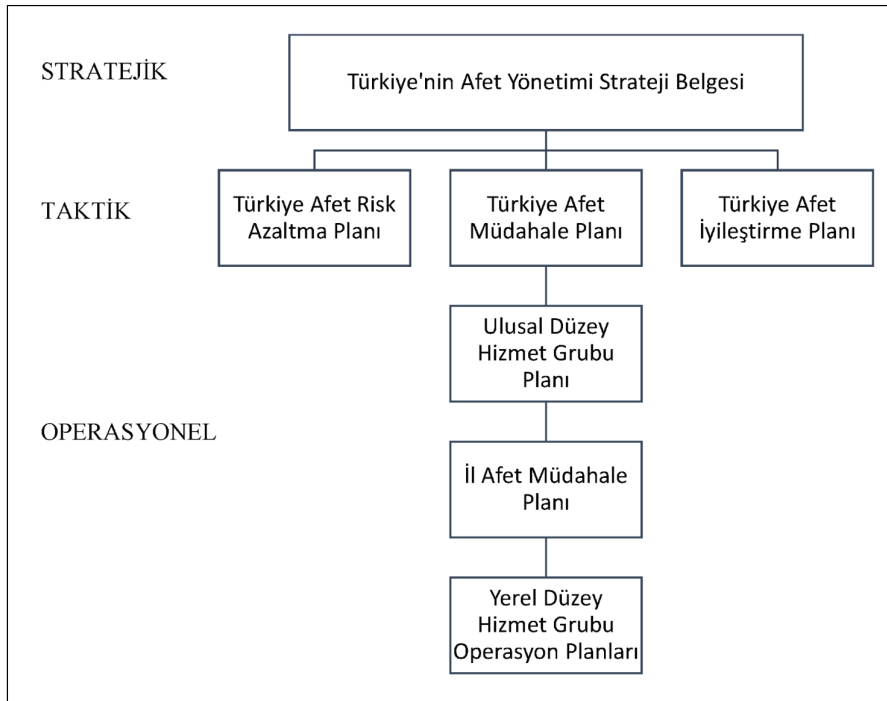 STRATEJİK
Türkiye'nin Afet Yönetimi Strateji Belgesi
TAKTİK
Türkiye Afet Risk
Azaltma Planı
Türkiye Afet
Müdahale Planı
Türkiye Afet
İyileştirme Planı
Ulusal Düzey
Hizmet Grubu
Planı
OPERASYONEL
İl Afet Müdahale
Planı
Yerel Düzey
Hizmet Grubu
Operasyon Planları